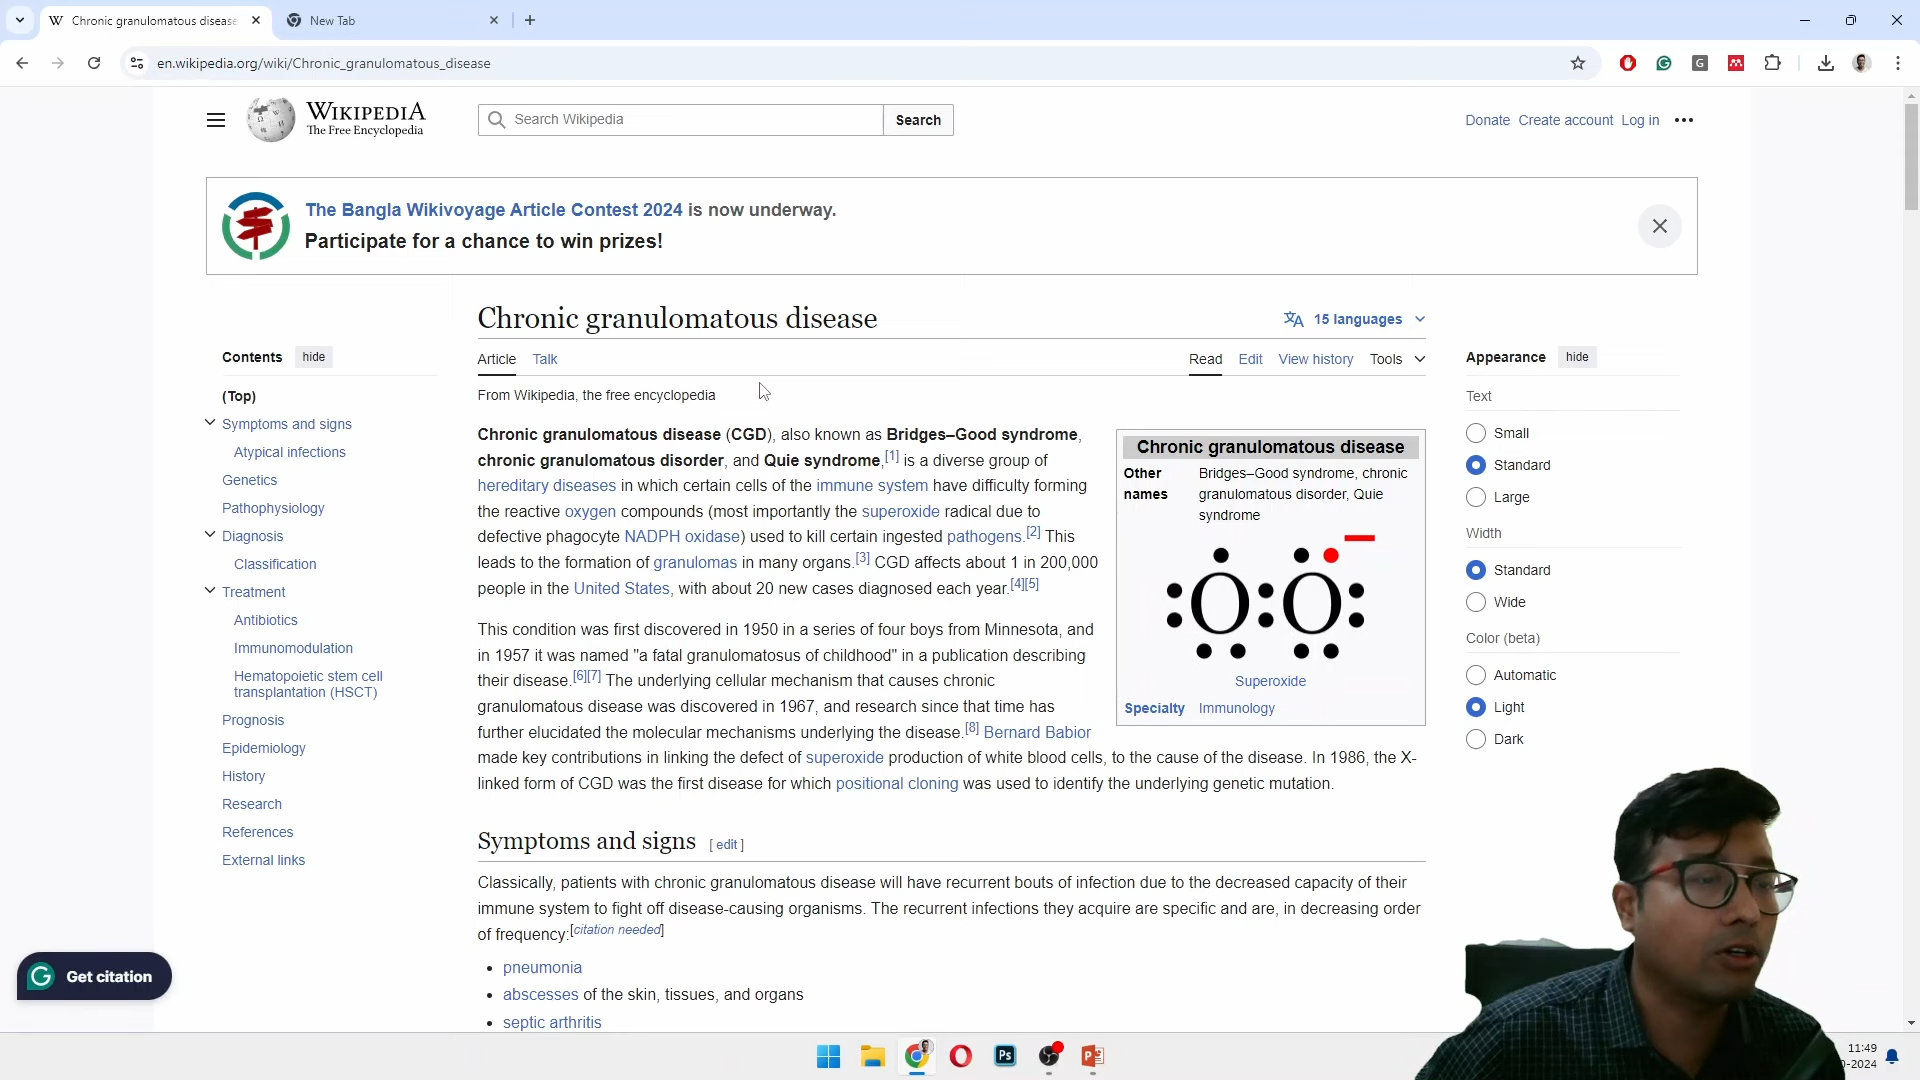 Chronic granulomatous disease
New Tab
en.wikipedia.org/wiki/Chronic_granulomatous_disease
WIKIPEDIA
The Free Encyclopedia
Search Wikipedia
Search
Donate Create account Log in
The Bangla Wikivoyage Article Contest 2024 is now underway.
Participate for a chance to win prizes!
Contents hide
(Top)
Symptoms and signs
Atypical infections
Genetics
Pathophysiology
Diagnosis
Classification
Treatment
Antibiotics
Immunomodulation
Hematopoietic stem cell
transplantation (HSCT)
Prognosis
Epidemiology
History
Research
References
External links
Chronic granulomatous disease
15 languages
Article Talk
Read Edit View history Tools
From Wikipedia, the free encyclopedia
Chronic granulomatous disease (CGD), also known as Bridges–Good syndrome,
chronic granulomatous disorder, and Quie syndrome,[1] is a diverse group of
hereditary diseases in which certain cells of the immune system have difficulty forming
the reactive oxygen compounds (most importantly the superoxide radical due to
defective phagocyte NADPH oxidase) used to kill certain ingested pathogens.[2] This
leads to the formation of granulomas in many organs.[3] CGD affects about 1 in 200,000
people in the United States, with about 20 new cases diagnosed each year.[4][5]
This condition was first discovered in 1950 in a series of four boys from Minnesota, and
in 1957 it was named "a fatal granulomatosus of childhood" in a publication describing
their disease.[6][7] The underlying cellular mechanism that causes chronic
granulomatous disease was discovered in 1967, and research since that time has
further elucidated the molecular mechanisms underlying the disease.[8] Bernard Babior
made key contributions in linking the defect of superoxide production of white blood cells, to the cause of the disease. In 1986, the X-
linked form of CGD was the first disease for which positional cloning was used to identify the underlying genetic mutation.
Chronic granulomatous disease
Other names Bridges–Good syndrome, chronic
granulomatous disorder, Quie
syndrome
O O
Superoxide
Specialty Immunology
Symptoms and signs [ edit ]
Classically, patients with chronic granulomatous disease will have recurrent bouts of infection due to the decreased capacity of their
immune system to fight off disease-causing organisms. The recurrent infections they acquire are specific and are, in decreasing order
of frequency:[citation needed]
pneumonia
abscesses of the skin, tissues, and organs
septic arthritis
Appearance hide
Text
Small
Standard
Large
Width
Standard
Wide
Color (beta)
Automatic
Light
Dark
Get citation
Ps
11:49
-2024